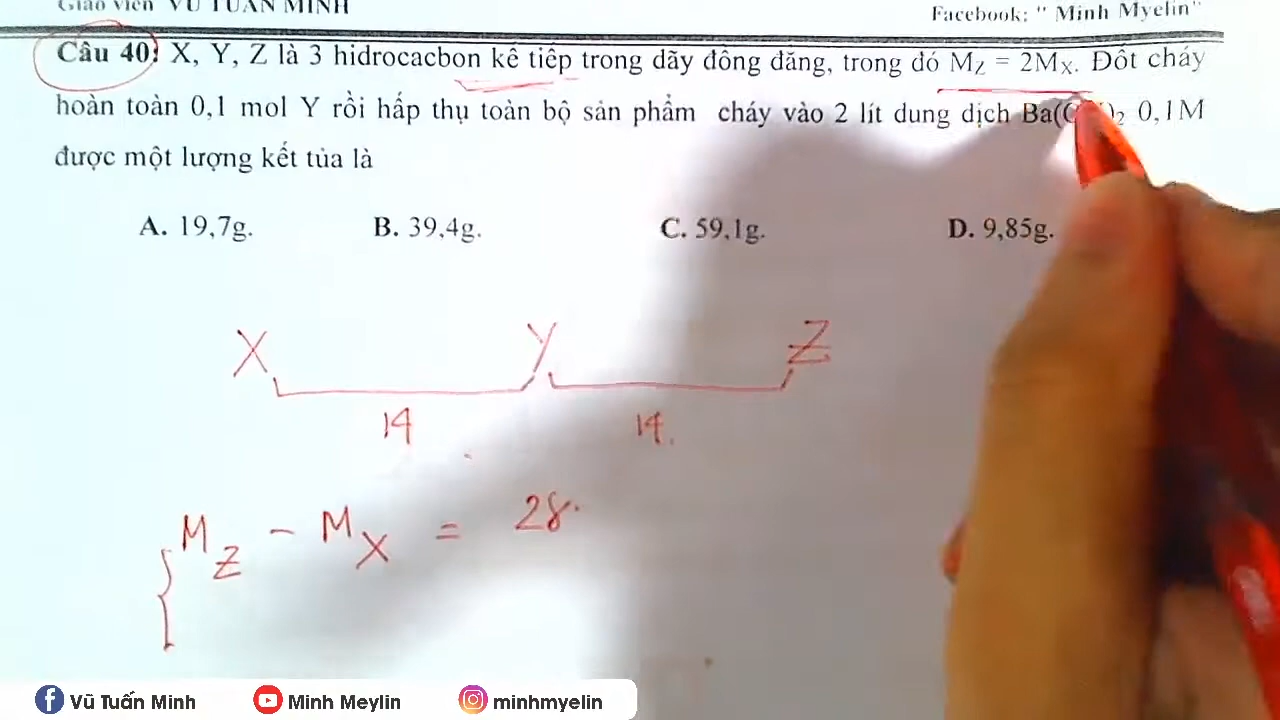 Giáo viên VŨ TUẤN MINH
Facebook: " Minh Myelin"
Câu 40: X, Y, Z là 3 hidrocacbon kế tiếp trong dãy đồng đẳng, trong đó MZ = 2MX. Đốt cháy
hoàn toàn 0,1 mol Y rồi hấp thụ toàn bộ sản phẩm cháy vào 2 lít dung dịch Ba( )2 0,1M
được một lượng kết tủa là
A. 19,7g. B. 39,4g. C. 59,1g. D. 9,85g.
X Y Z
14 14.
MZ - MX = 28.
Vũ Tuấn Minh Minh Meylin minhmyelin